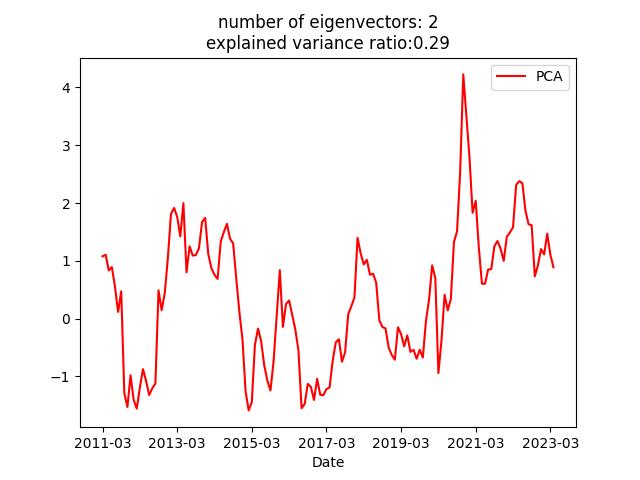 number of eigenvectors: 2
explained variance ratio:0.29
PCA
4
3
2
1
0
−1
2011-03 2013-03 2015-03 2017-03 2019-03 2021-03 2023-03
Date